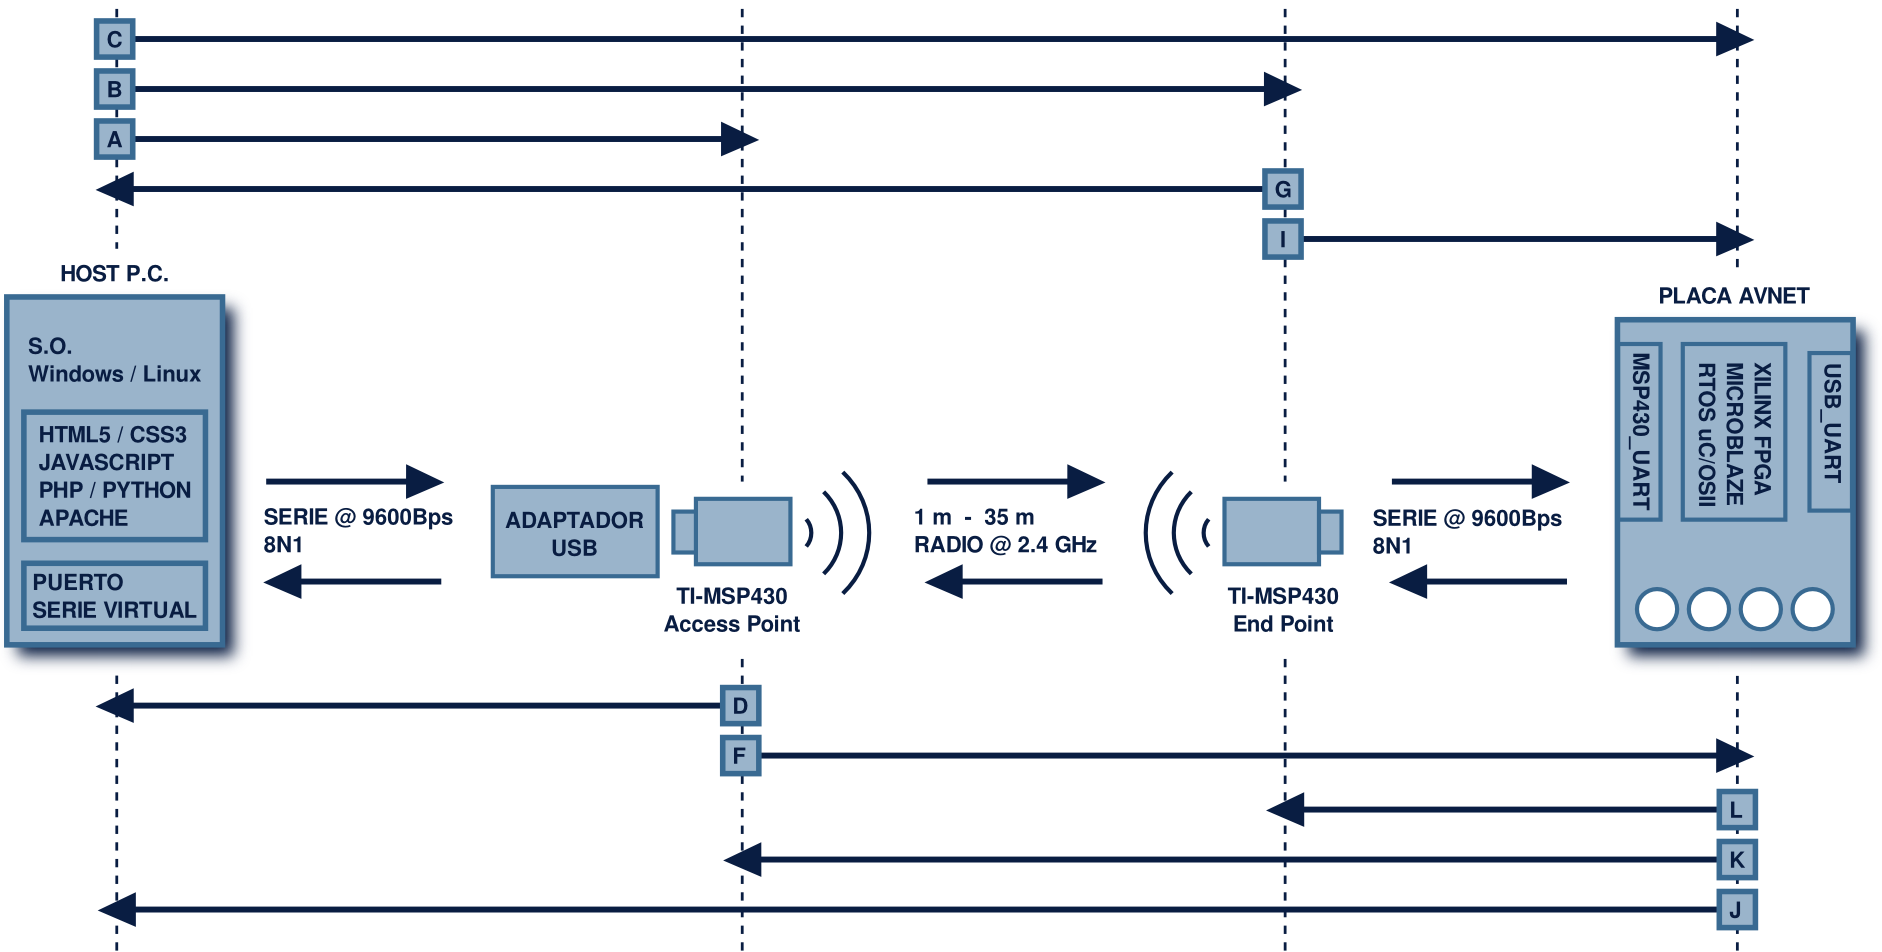 C
B
A
G
I
HOST P.C.
S.O.
Windows / Linux
HTML5 / CSS3
JAVASCRIPT
PHP / PYTHON
APACHE
PUERTO
SERIE VIRTUAL
SERIE @ 9600Bps
8N1
ADAPTADOR
USB
TI-MSP430
Access Point
1 m - 35 m
RADIO @ 2.4 GHz
TI-MSP430
End Point
SERIE @ 9600Bps
8N1
PLACA AVNET
MSP430_UART
XILINX FPGA
MICROBLAZE
RTOS uC/OSII
USB_UART
D
F
L
K
J